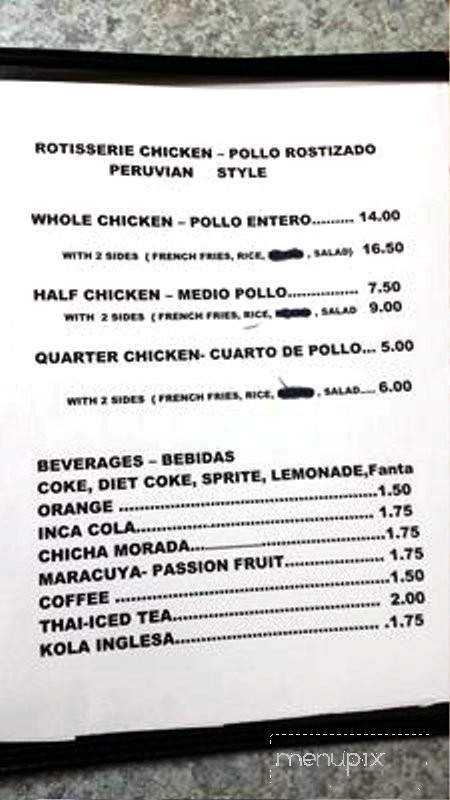 ROTISSERIE CHICKEN – POLLO ROSTIZADO
PERUVIAN STYLE
WHOLE CHICKEN – POLLO ENTERO......... 14.00
WITH 2 SIDES ( FRENCH FRIES, RICE, , SALAD) 16.50
HALF CHICKEN – MEDIO POLLO............... 7.50
WITH 2 SIDES ( FRENCH FRIES, RICE, , SALAD 9.00
QUARTER CHICKEN- CUARTO DE POLLO... 5.00
WITH 2 SIDES ( FRENCH FRIES, RICE, , SALAD.... 6.00
BEVERAGES – BEBIDAS
COKE, DIET COKE, SPRITE, LEMONADE,Fanta
ORANGE ..........................................1.50
INCA COLA....................................... 1.75
CHICHA MORADA................................1.75
MARACUYA- PASSION FRUIT................ 1.75
COFFEE ............................................1.50
THAI-ICED TEA.................................. 2.00
KOLA INGLESA.................................. .1.75
menupix